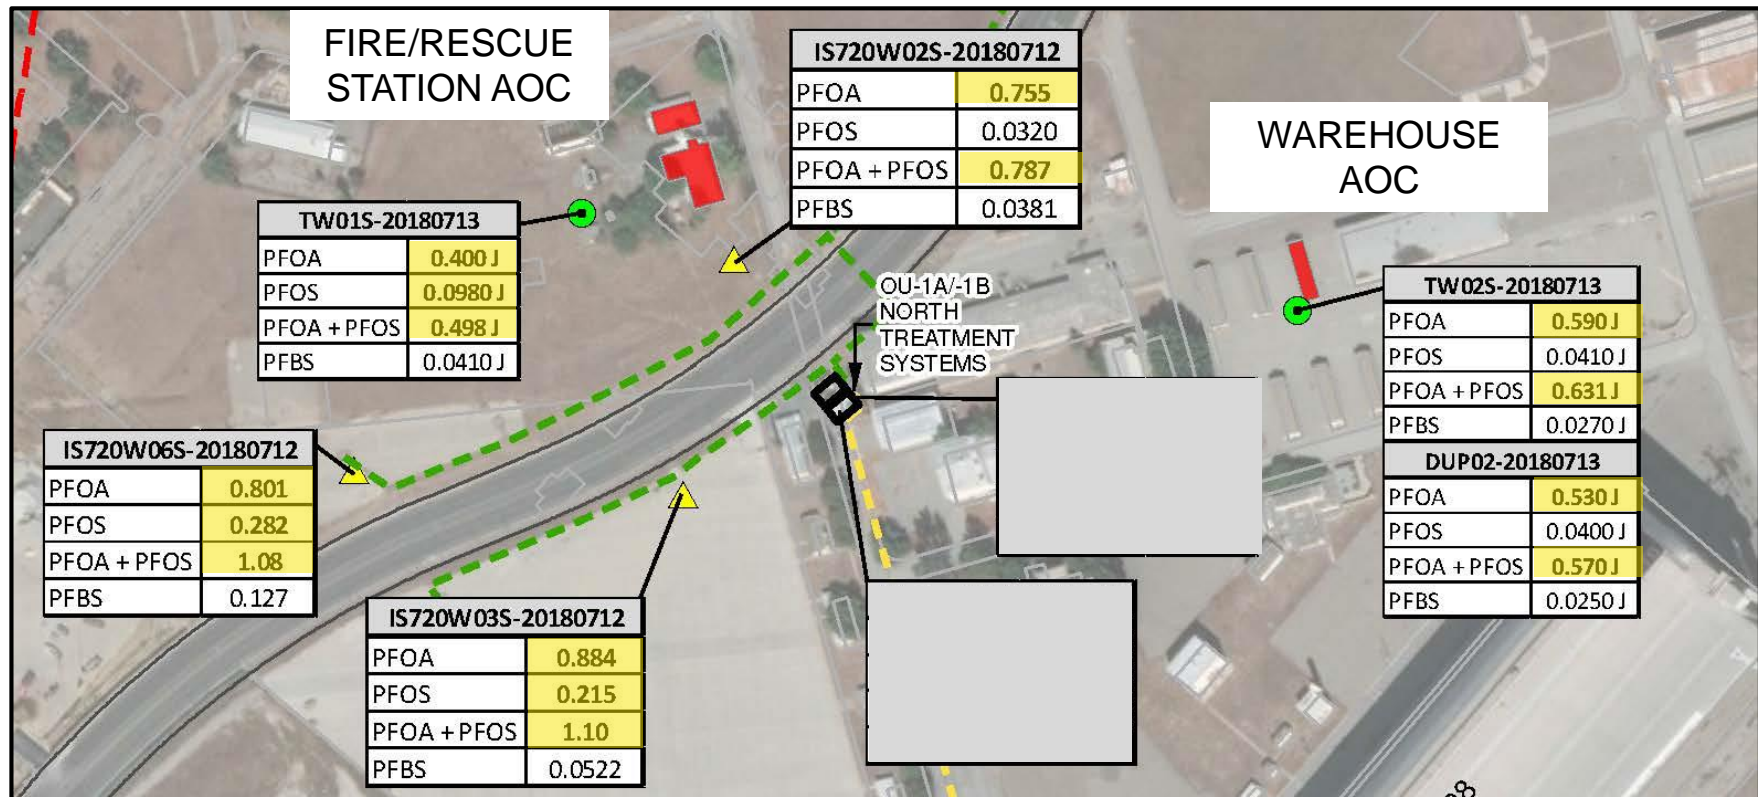 FIRE/RESCUE
STATION AOC
IS720W02S-20180712
PFOA 0.755
PFOS 0.0320
PFOA + PFOS 0.787
PFBS 0.0381
WAREHOUSE
AOC
TW01S-20180713
PFOA 0.400 J
PFOS 0.0980 J
PFOA + PFOS 0.498 J
PFBS 0.0410 J
OU-1A/-1B
NORTH
TREATMENT
SYSTEMS
TW02S-20180713
PFOA 0.590 J
PFOS 0.0410 J
PFOA + PFOS 0.631 J
PFBS 0.0270 J
DUP02-20180713
PFOA 0.530 J
PFOS 0.0400 J
PFOA + PFOS 0.570 J
PFBS 0.0250 J
IS720W06S-20180712
PFOA 0.801
PFOS 0.282
PFOA + PFOS 1.08
PFBS 0.127
IS720W03S-20180712
PFOA 0.884
PFOS 0.215
PFOA + PFOS 1.10
PFBS 0.0522